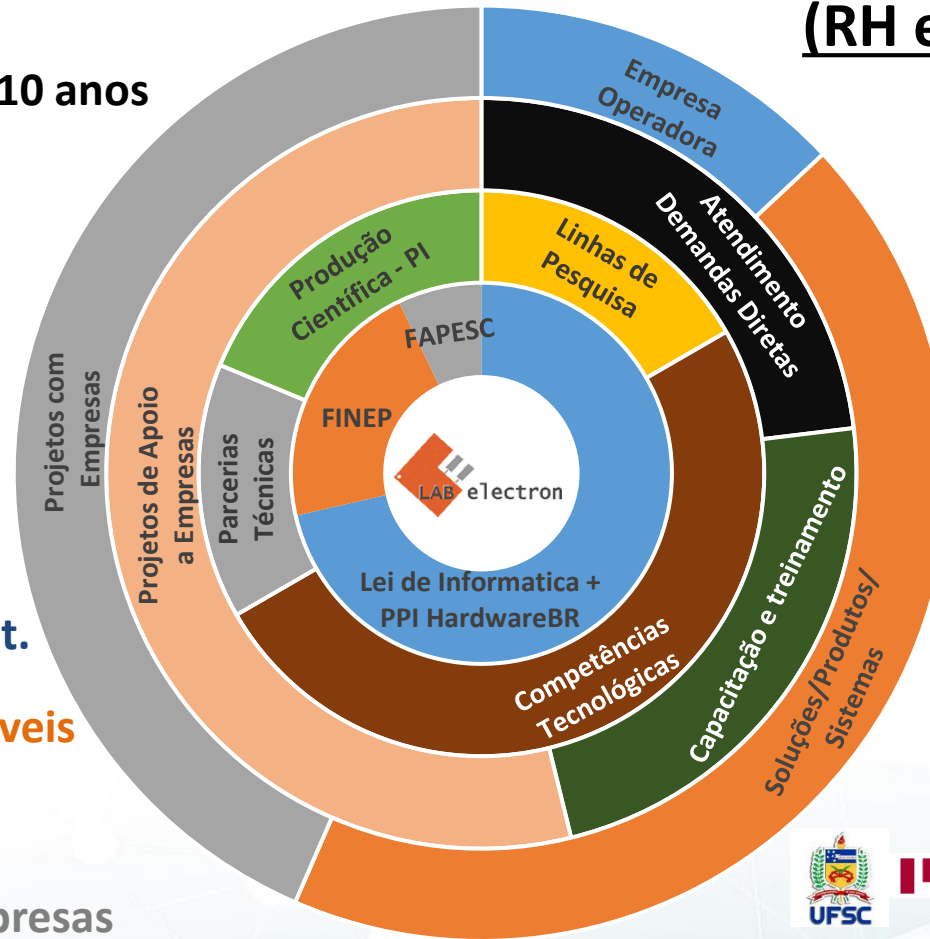 (RH e
10 anos
Empresa
Operadora
Atendimento
Demandas Diretas
Linhas de
Pesquisa
Produção
Científica - PI
FAPESC
FINEP
Projetos com
Empresas
Projetos de Apoio
a Empresas
Parcerias
Técnicas
LAB electron
Lei de Informatica +
PPI HardwareBR
Competências
Tecnológicas
Capacitação e treinamento
Soluções/Produtos/
Sistemas
t.
veis
presas
UFSC